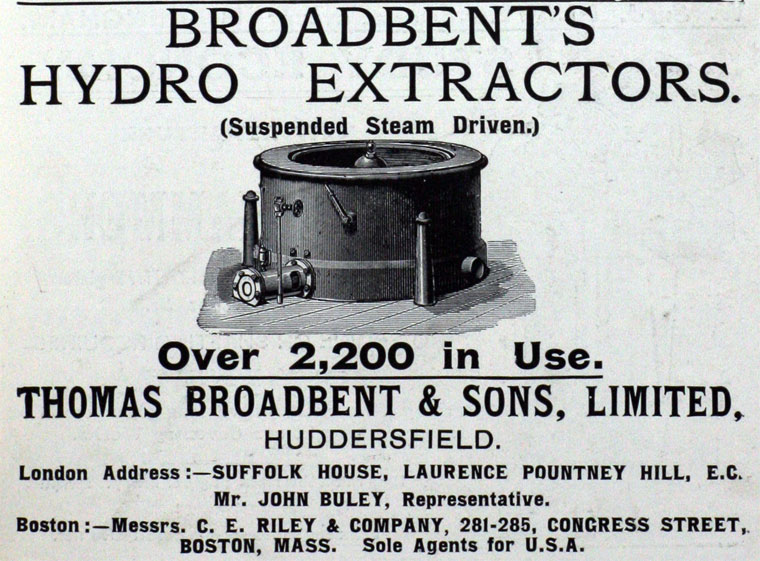 BROADBENT'S
HYDRO EXTRACTORS.
(Suspended Steam Driven.)
Over 2,200 in Use.
THOMAS BROADBENT & SONS, LIMITED,
HUDDERSFIELD.
London Address:—SUFFOLK HOUSE, LAURENCE POUNTNEY HILL, E.C.
Mr. JOHN BULEY, Representative.
Boston:—Messrs. C. E. RILEY & COMPANY, 281-285, CONGRESS STREET,
BOSTON, MASS. Sole Agents for U.S.A.